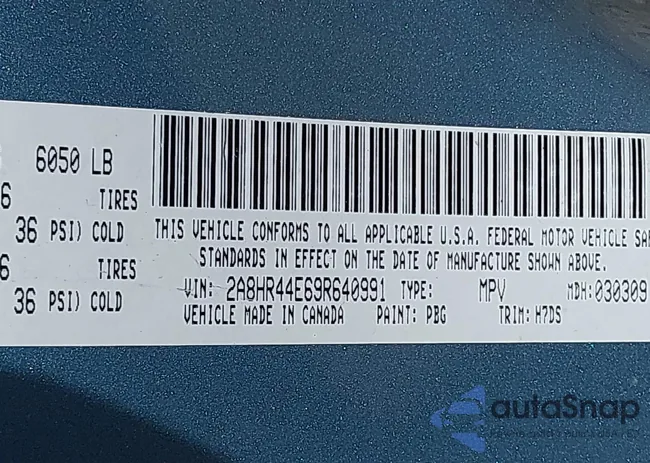 6050 LB
6 TIRES
36 PSI) COLD
6 TIRES
36 PSI) COLD
THIS VEHICLE CONFORMS TO ALL APPLICABLE U.S.A. FEDERAL MOTOR VEHICLE SAF
STANDARDS IN EFFECT ON THE DATE OF MANUFACTURE SHOWN ABOVE.
VIN: 2A8HR44E69R640991 TYPE: MPV MDH:030309
VEHICLE MADE IN CANADA PAINT: PBG TRIM: H7DS
autaSnap